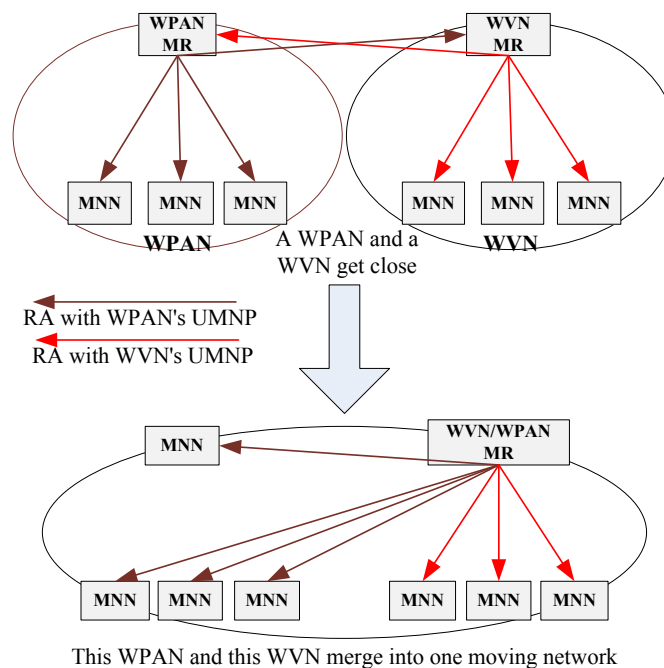 WPAN
MR
WVN
MR
MNN
MNN
MNN
MNN
MNN
MNN
WPAN
A WPAN and a
WVN get close
WVN
RA with WPAN's UMNP
RA with WVN's UMNP
MNN
WVN/WPAN
MR
MNN
MNN
MNN
MNN
MNN
MNN
This WPAN and this WVN merge into one moving network